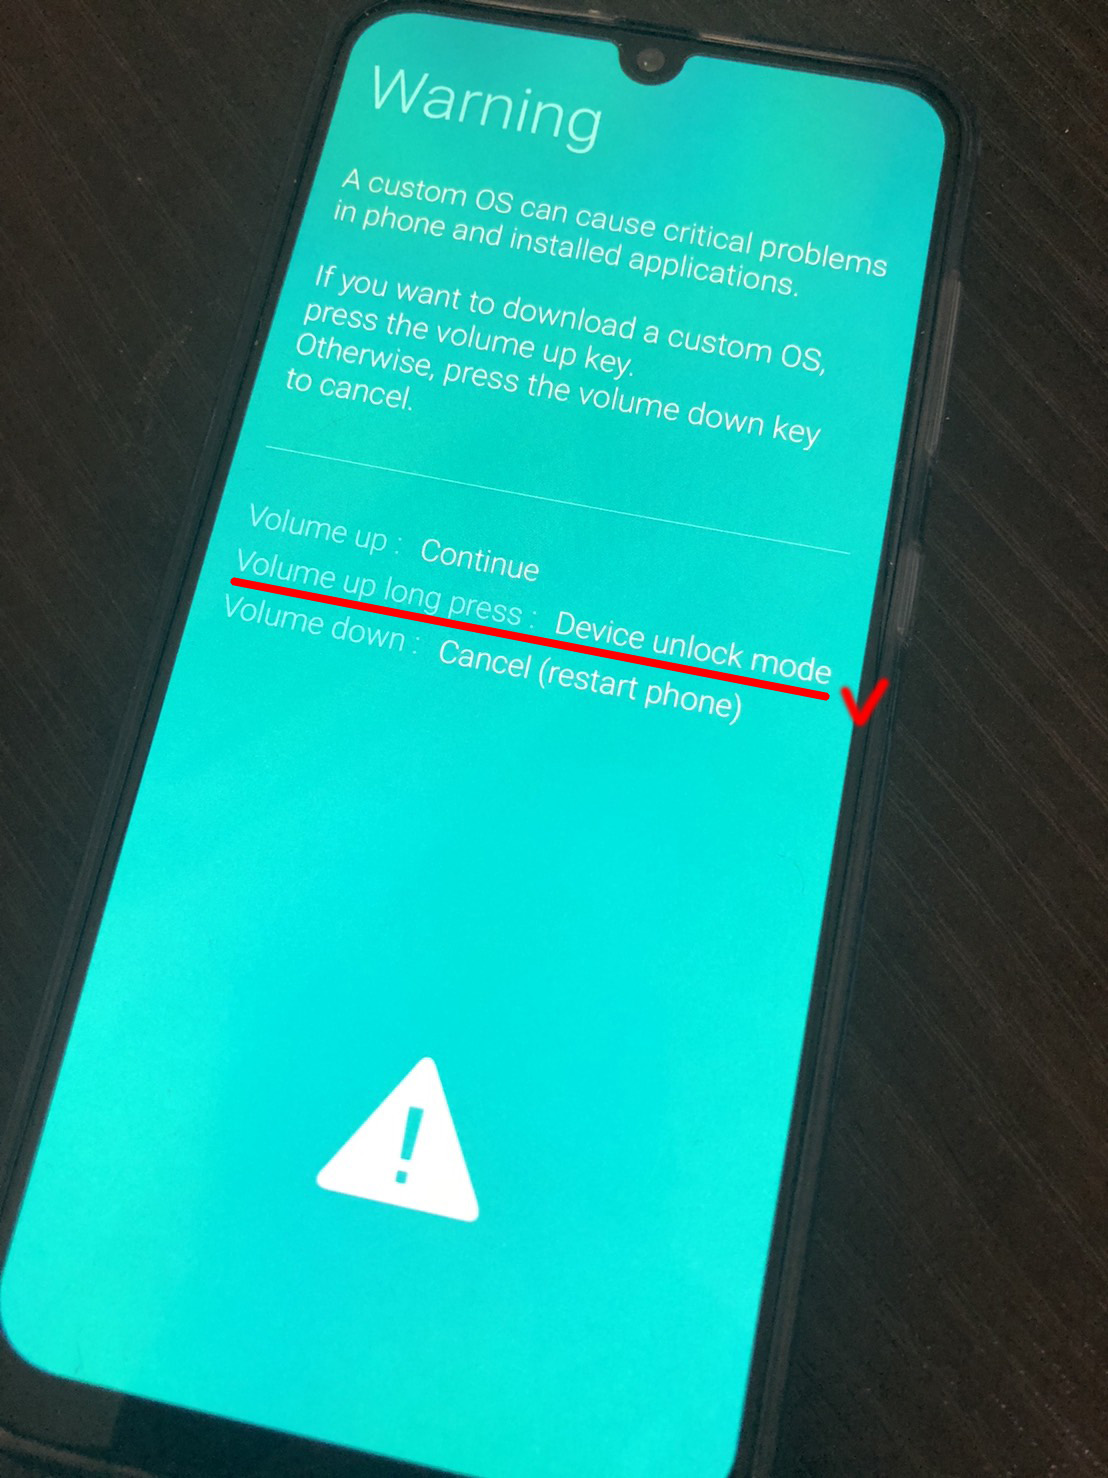 Warning
A custom OS can cause critical problems
in phone and installed applications.
If you want to download a custom OS,
press the volume up key.
Otherwise, press the volume down key
to cancel.
Volume up : Continue
Volume up long press : Device unlock mode
Volume down : Cancel (restart phone)